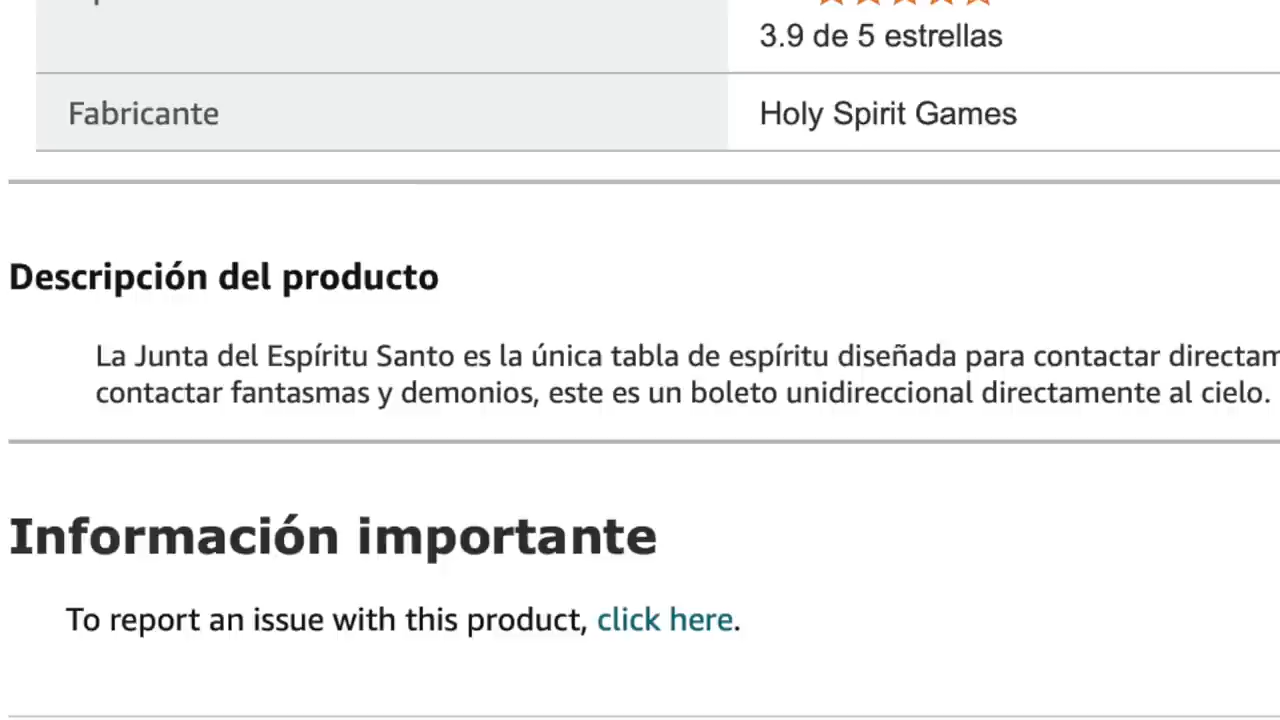 3.9 de 5 estrellas
Fabricante
Holy Spirit Games
Descripción del producto
La Junta del Espíritu Santo es la única tabla de espíritu diseñada para contactar
contactar fantasmas y demonios, este es un boleto unidireccional directamente al cielo.
Información importante
To report an issue with this product, click here.